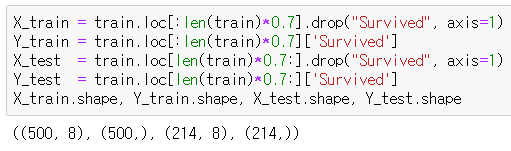 X_train = train.loc[:len(train)*0.7].drop("Survived", axis=1)
Y_train = train.loc[:len(train)*0.7]['Survived']
X_test = train.loc[len(train)*0.7:].drop("Survived", axis=1)
Y_test  = train.loc[len(train)*0.7:]['Survived']
X_train.shape, Y_train.shape, X_test.shape, Y_test.shape
((500, 8), (500,), (214, 8), (214,))